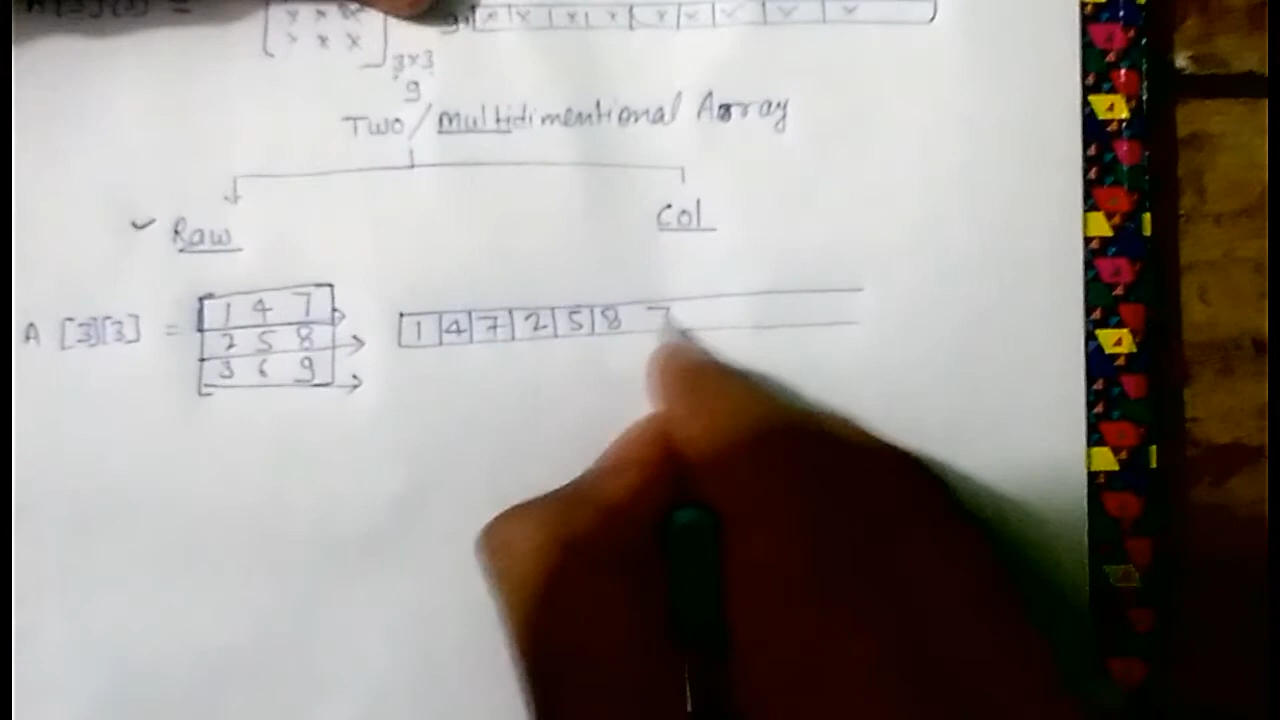 x x x x x x
x x x
3x3
9
Two/multidimentional Array
Raw
Col
A [3][3] = 1 4 7
2 5 8
3 6 9
1 4 7 2 5 8